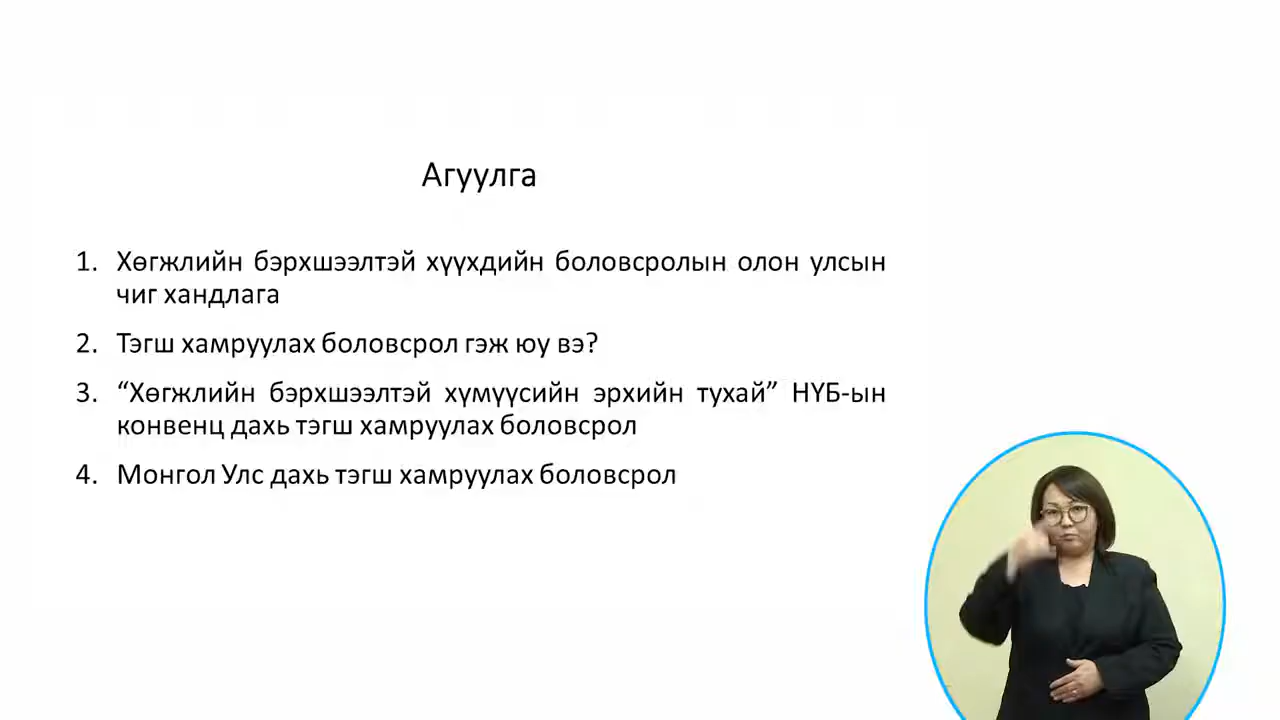 Агуулга
1. Хөгжлийн бэрхшээлтэй хүүхдийн боловсролын олон улсын
чиг хандлага
2. Тэгш хамруулах боловсрол гэж юу вэ?
3. “Хөгжлийн бэрхшээлтэй хүмүүсийн эрхийн тухай” НҮБ-ын
конвенц дахь тэгш хамруулах боловсрол
4. Монгол Улс дахь тэгш хамруулах боловсрол